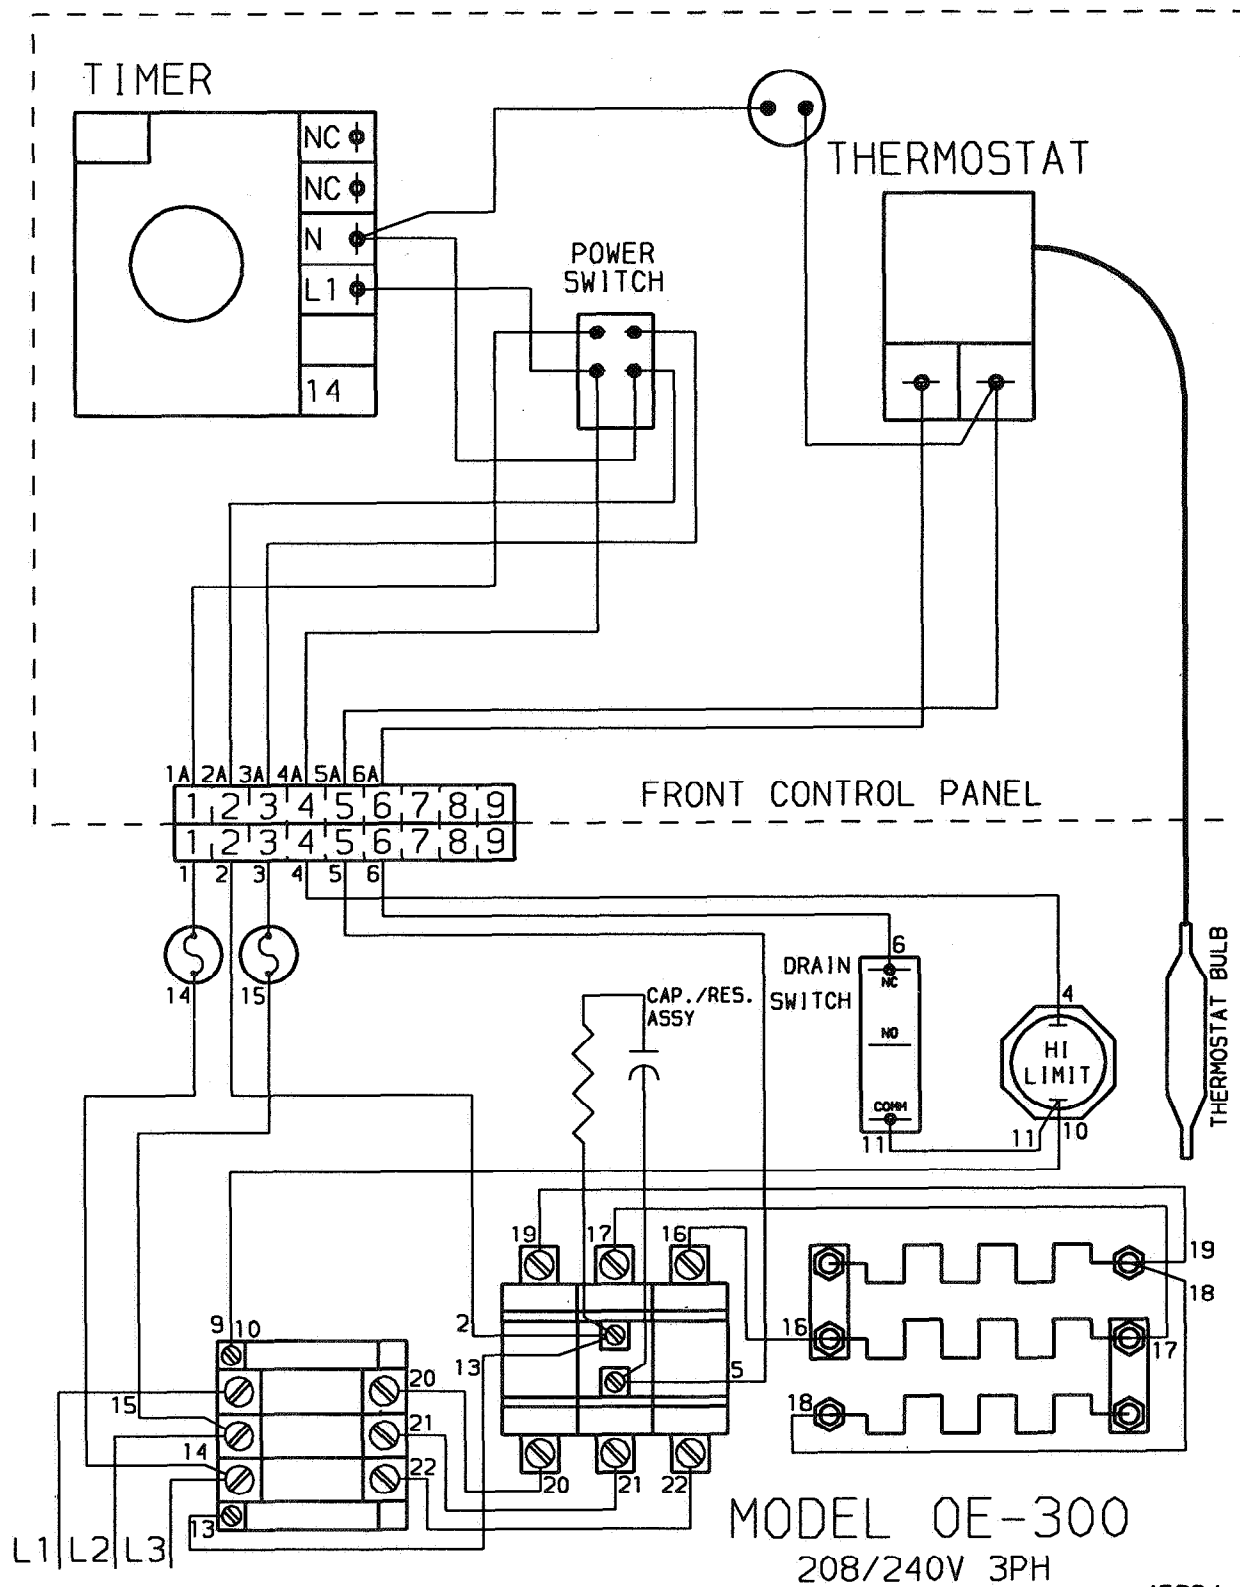 TIMER
NC
NC
N
L1
14
THERMOSTAT
POWER
SWITCH
1A 2A 3A 4A 5A 6A
1 2 3 4 5 6 7 8 9
FRONT CONTROL PANEL
1 2 3 4 5 6 7 8 9
1 2 3 4 5 6
14 15
CAP./RES.
ASSY
DRAIN
SWITCH
6
NC
NO
COMM
11
4
HI
LIMIT
11 10
THERMOSTAT BULB
19 17 16
19
18
16
17
18
2
13
5
9 10
15
14
13
20
21
22
20 21 22
L1 L2 L3
MODEL OE-300
208/240V 3PH